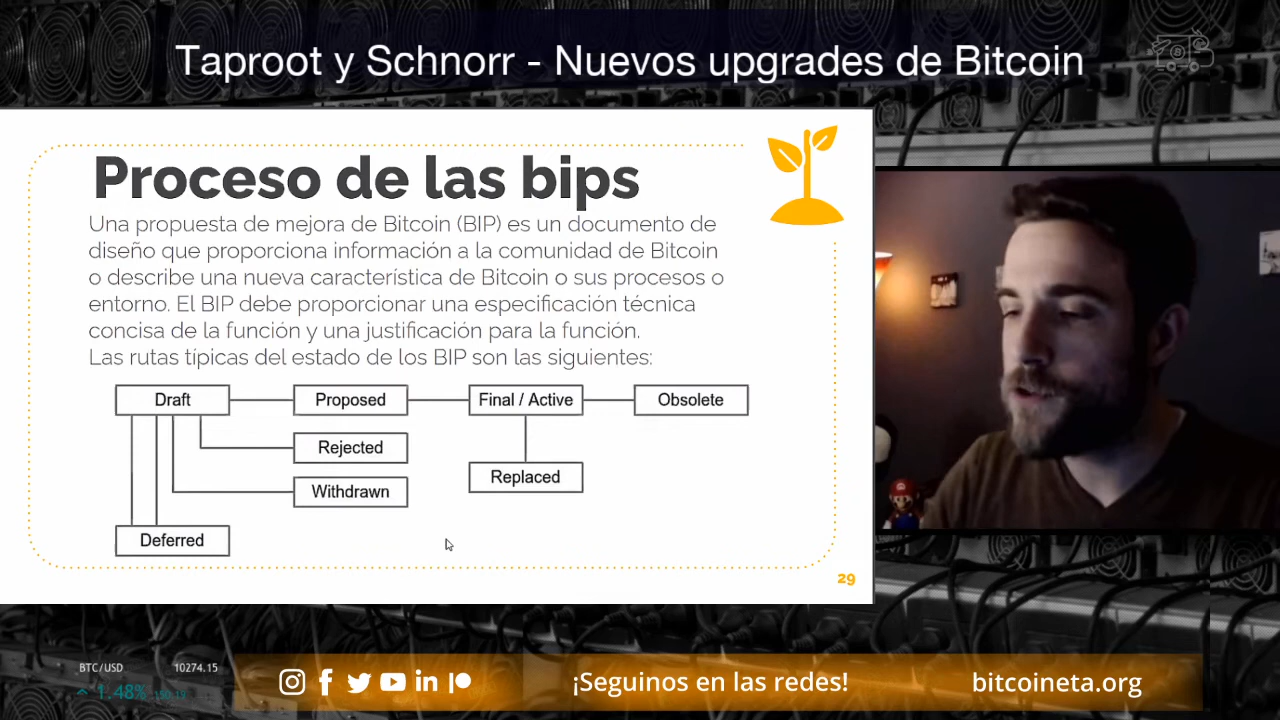 Taproot y Schnorr - Nuevos upgrades de Bitcoin
Proceso de las bips
Una propuesta de mejora de Bitcoin (BIP) es un documento de
diseño que proporciona información a la comunidad de Bitcoin
o describe una nueva característica de Bitcoin o sus procesos o
entorno. El BIP debe proporcionar una especificación técnica
concisa de la función y una justificación para la función.
Las rutas típicas del estado de los BIP son las siguientes:
Draft
Proposed
Final / Active
Obsolete
Rejected
Replaced
Withdrawn
Deferred
29
BTC/USD 10274.15
1.48% 150.19
¡Seguinos en las redes!
bitcoineta.org